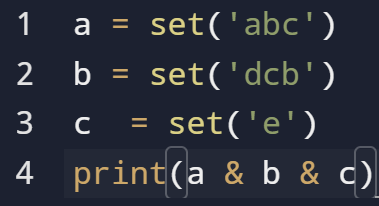 1 a = set('abc')
2 b = set('dcb')
3 c  = set('e')
4 print(a & b & c)